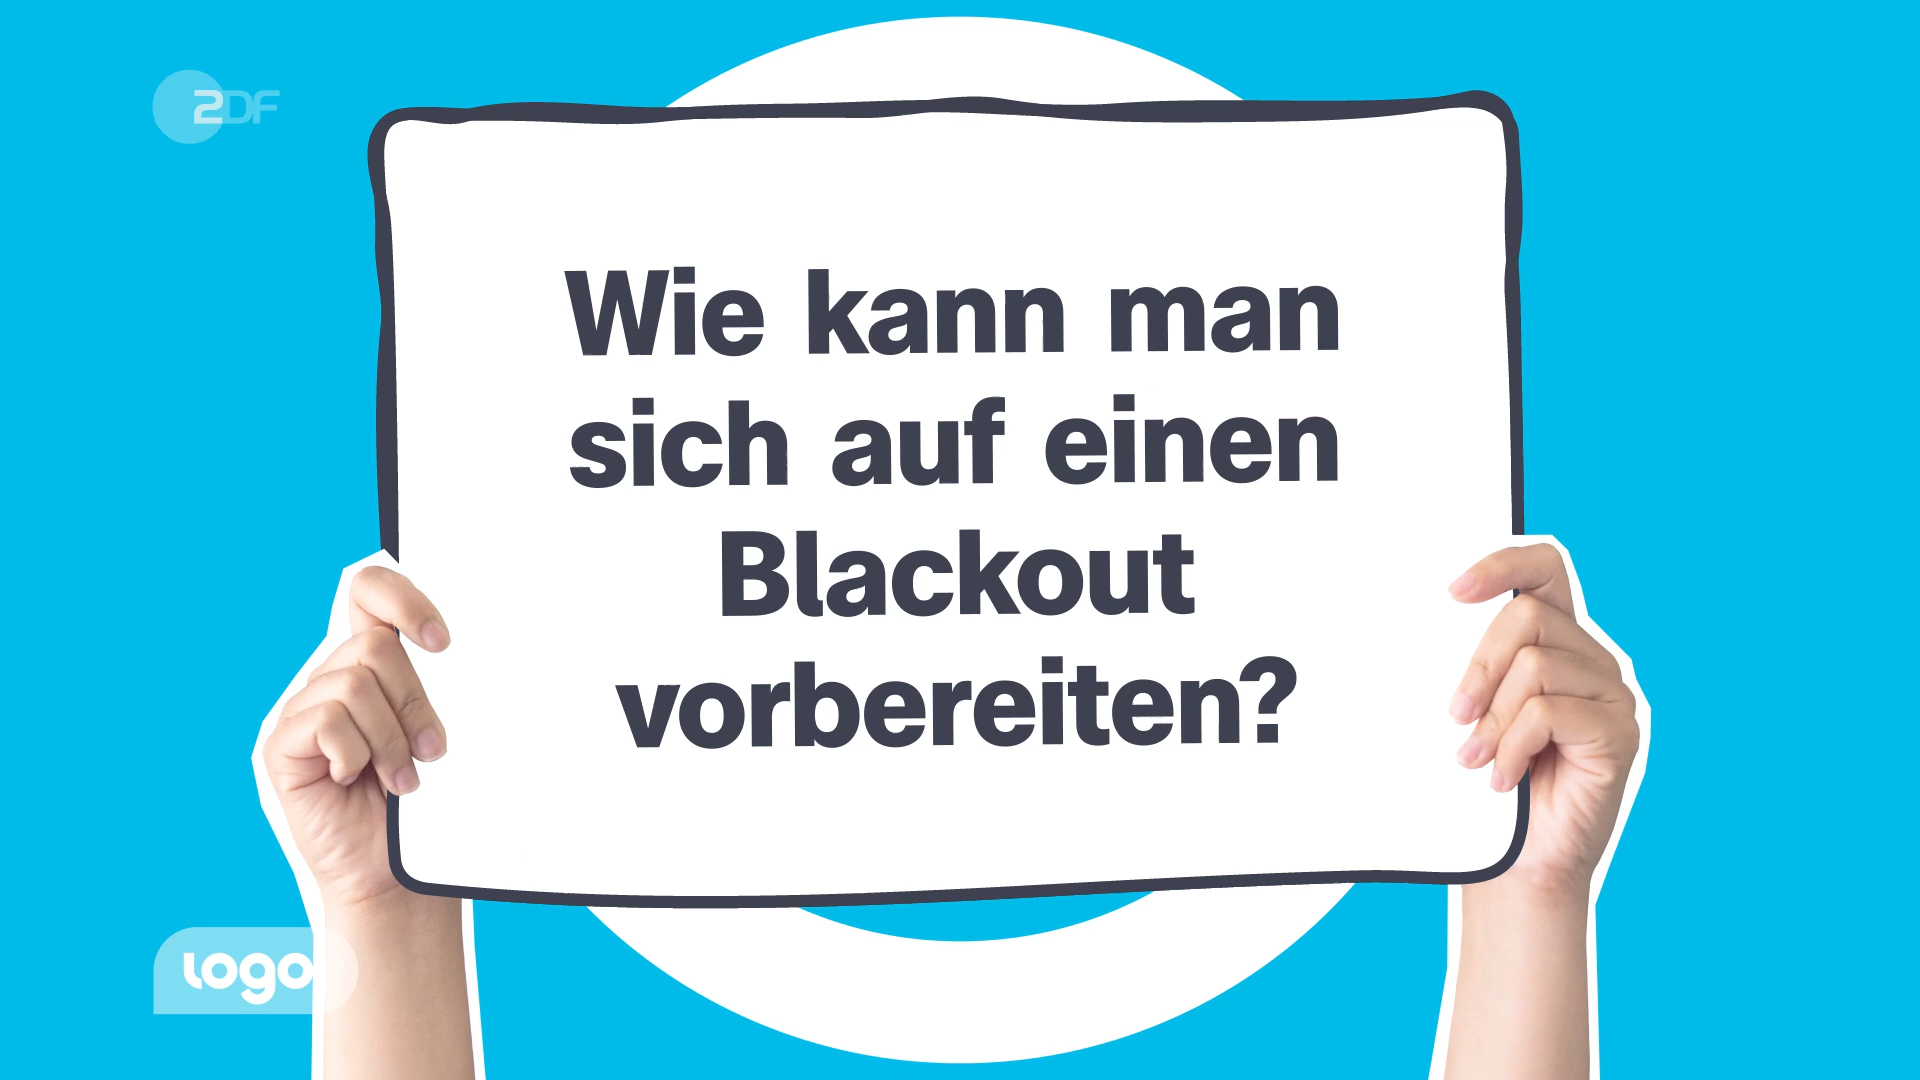 ZDF
Wie kann man
sich auf einen
Blackout
vorbereiten?
logo